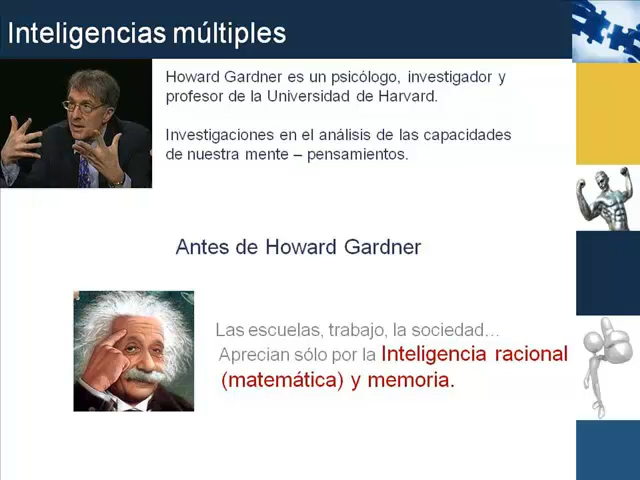 Inteligencias múltiples
Howard Gardner es un psicólogo, investigador y
profesor de la Universidad de Harvard.
Investigaciones en el análisis de las capacidades
de nuestra mente – pensamientos.
Antes de Howard Gardner
Las escuelas, trabajo, la sociedad…
Aprecian sólo por la Inteligencia racional
(matemática) y memoria.